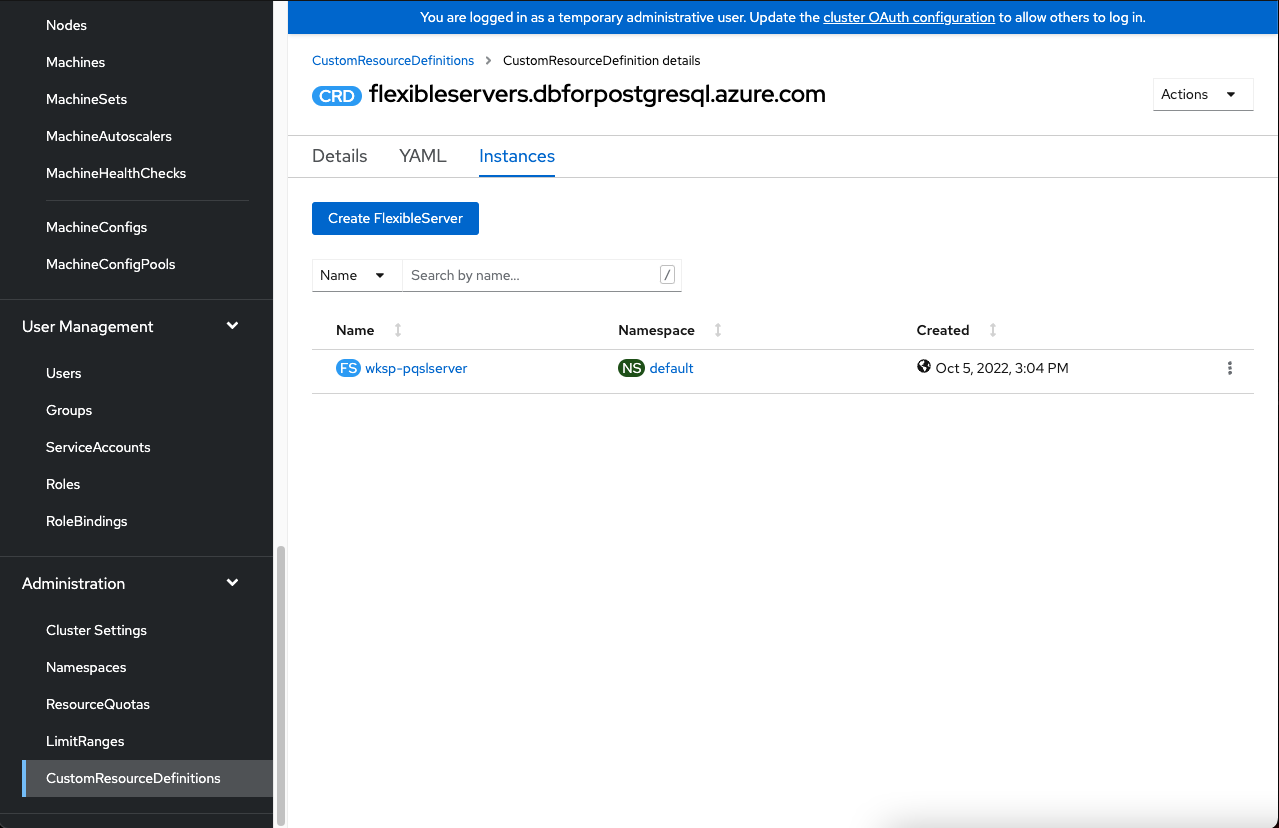 Nodes
Machines
MachineSets
MachineAutoscalers
MachineHealthChecks
MachineConfigs
MachineConfigPools
User Management
Users
Groups
ServiceAccounts
Roles
RoleBindings
Administration
Cluster Settings
Namespaces
ResourceQuotas
LimitRanges
CustomResourceDefinitions
You are logged in as a temporary administrative user. Update the cluster OAuth configuration to allow others to log in.
CustomResourceDefinitions > CustomResourceDefinition details
CRD flexibleservers.dbforpostgresql.azure.com
Actions
Details YAML Instances
Create FlexibleServer
Name Search by name... /
Name Namespace Created
FS wksp-pqslserver NS default Oct 5, 2022, 3:04 PM